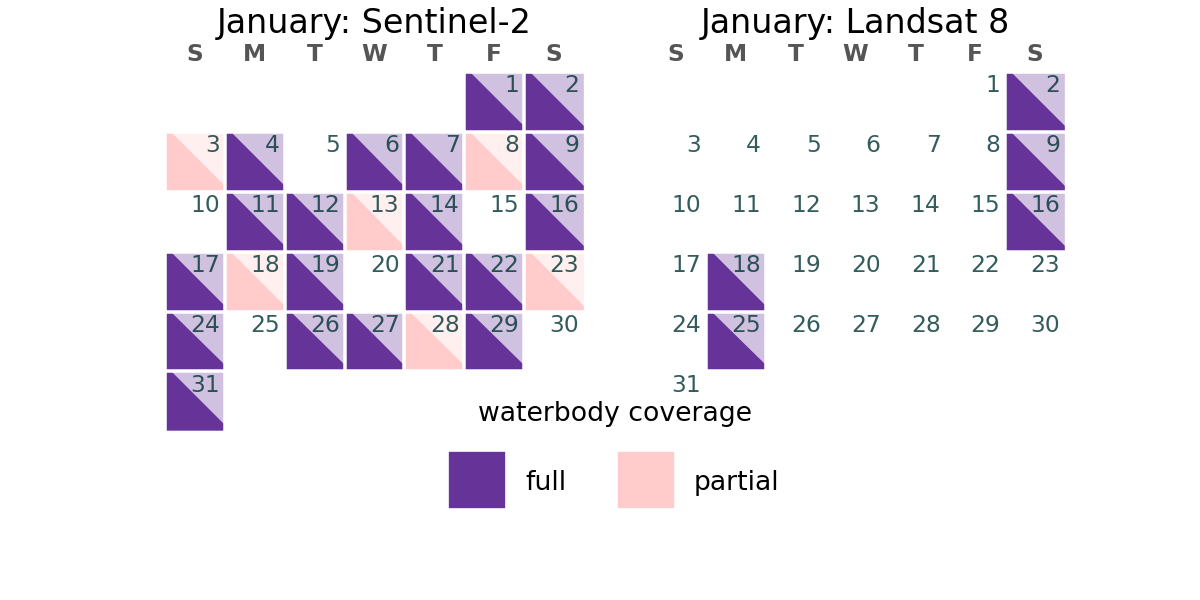 January: Sentinel-2
S M T W T F S
1 2
3 4 5 6 7 8 9
10 11 12 13 14 15 16
17 18 19 20 21 22 23
24 25 26 27 28 29 30
31
January: Landsat 8
S M T W T F S
1 2
3 4 5 6 7 8 9
10 11 12 13 14 15 16
17 18 19 20 21 22 23
24 25 26 27 28 29 30
31
waterbody coverage
full partial